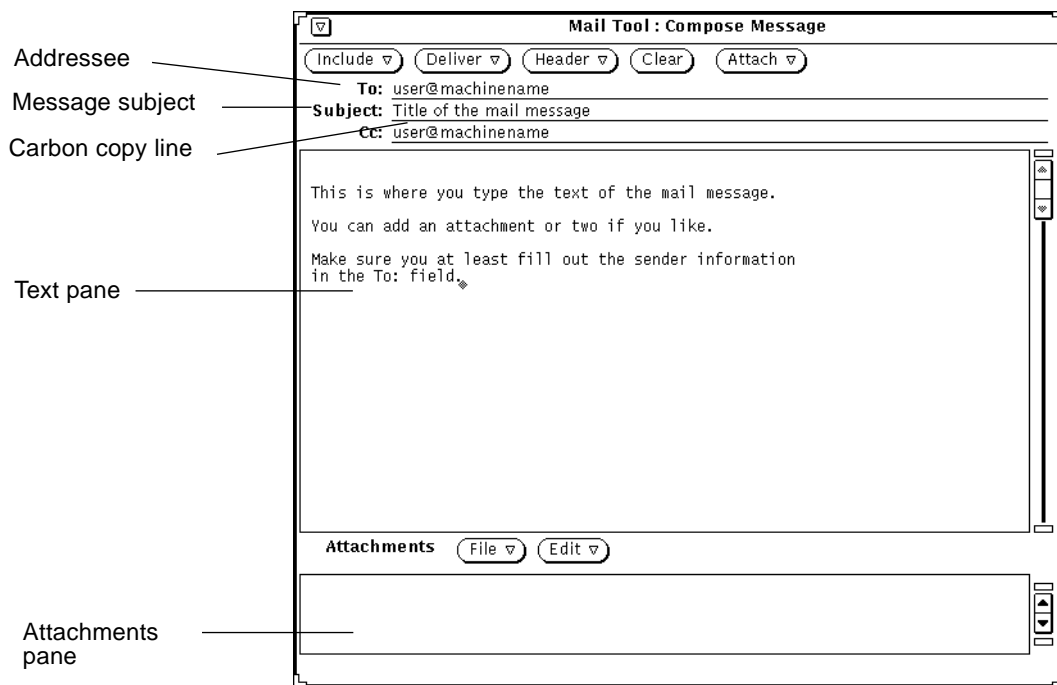 Mail Tool : Compose Message
Include Deliver Header Clear Attach
Addressee
To: user@machinename
Message subject
Subject: Title of the mail message
Carbon copy line
Cc: user@machinename
This is where you type the text of the mail message.
You can add an attachment or two if you like.
Make sure you at least fill out the sender information
in the To: field.
Text pane
Attachments File Edit
Attachments
pane